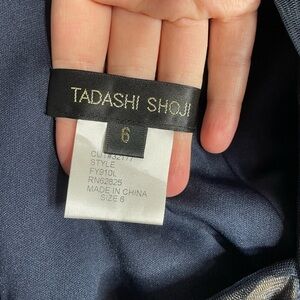 TADASHI SHOJI
6
STYLE
FY910L
RN62825
MADE IN CHINA
SIZE 6